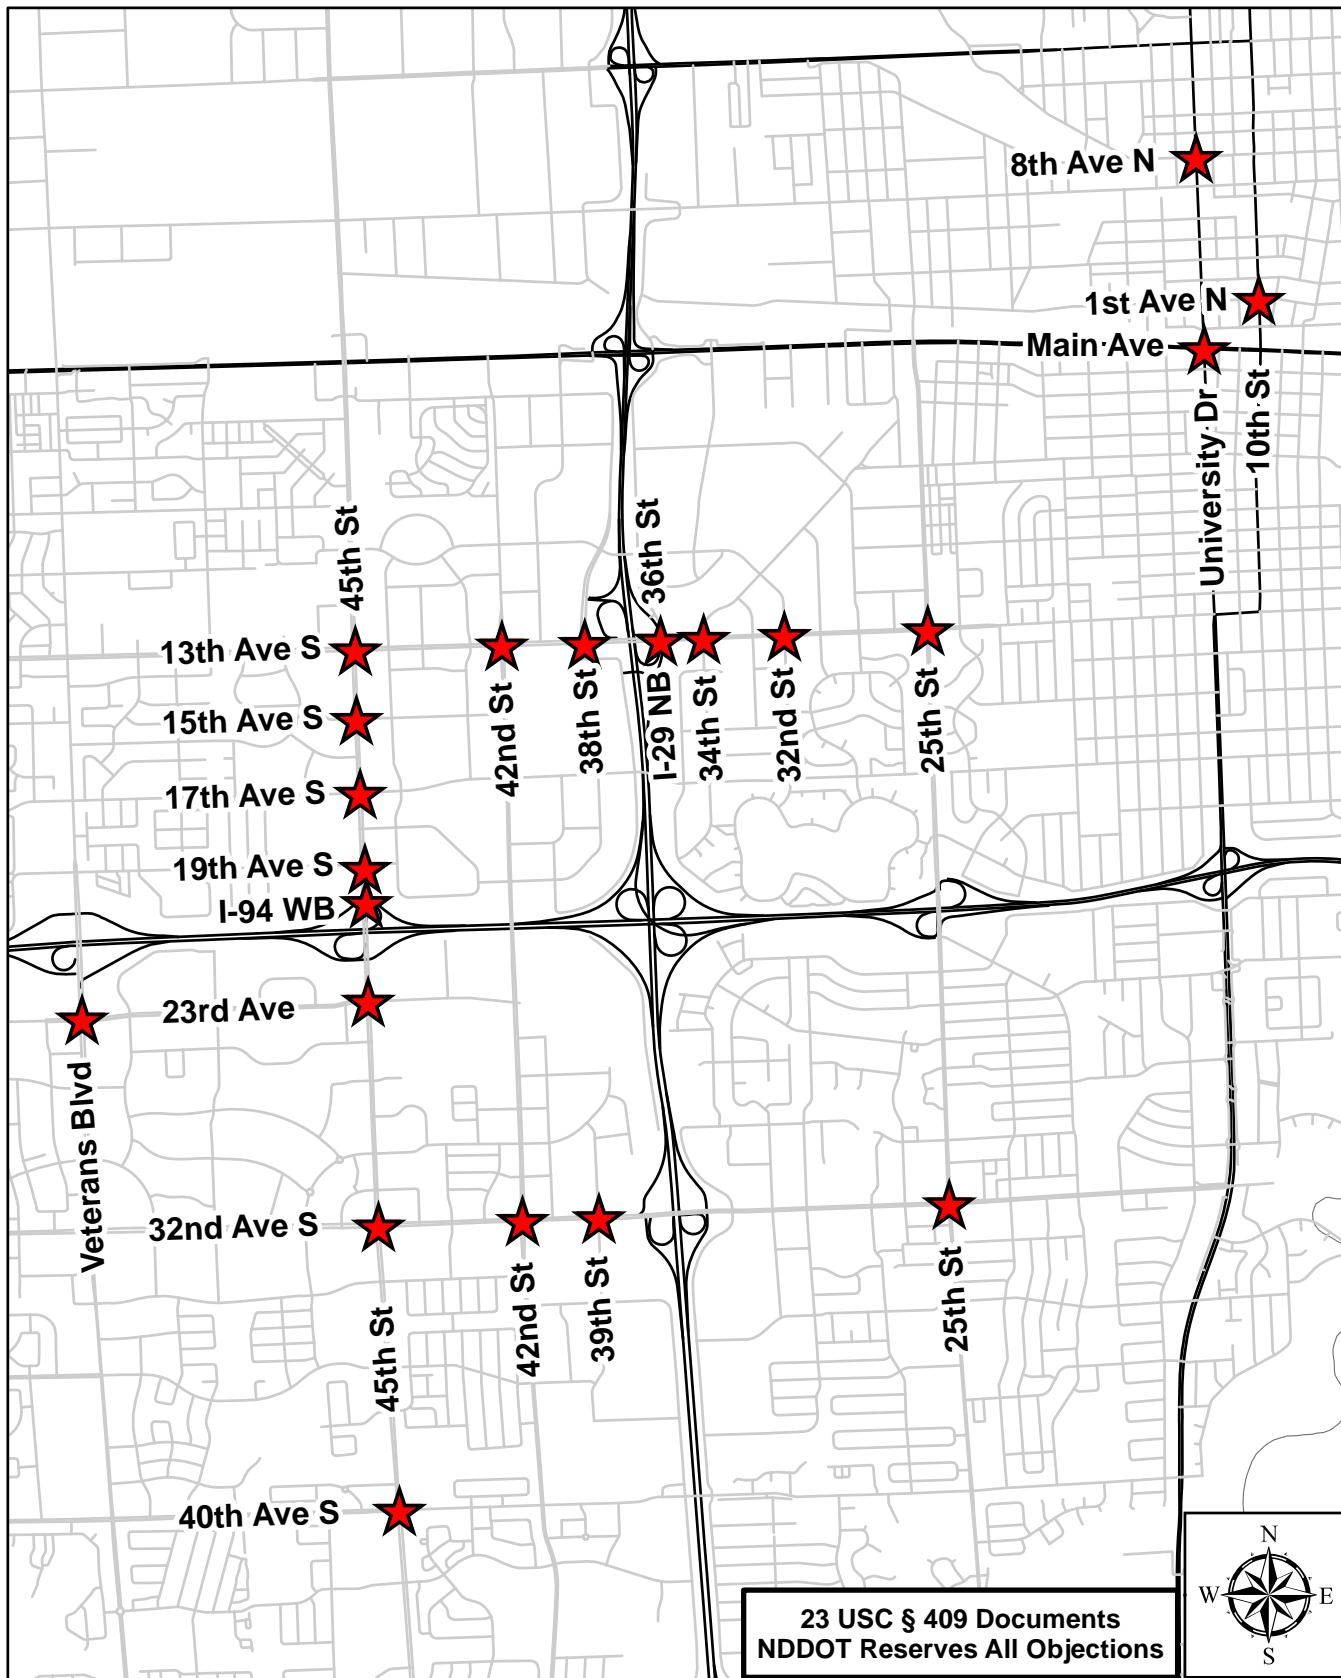 8th Ave N
1st Ave N
Main Ave
University Dr
10th St
45th St
36th St
13th Ave S
42nd St
38th St
I-29 NB
34th St
32nd St
25th St
15th Ave S
17th Ave S
19th Ave S
I-94 WB
23rd Ave
Veterans Blvd
32nd Ave S
45th St
42nd St
39th St
25th St
40th Ave S
N
W
E
S
23 USC § 409 Documents
NDDOT Reserves All Objections